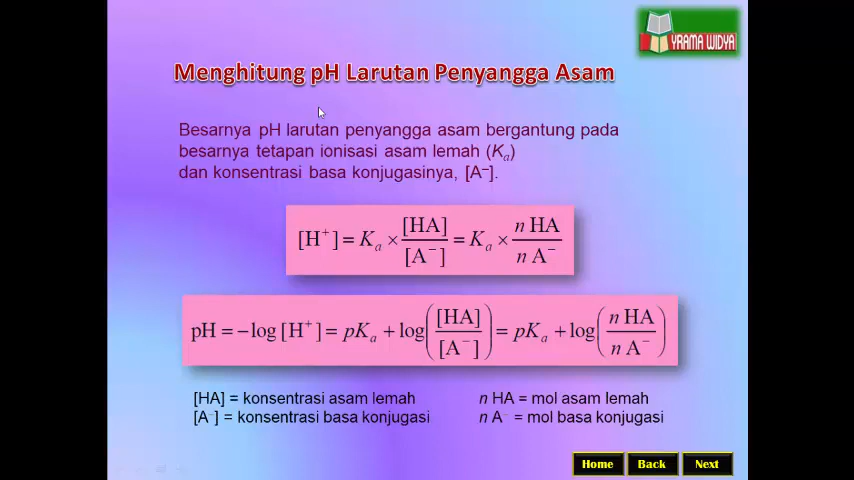 YRAMA WIDYA
Menghitung pH Larutan Penyangga Asam
Besarnya pH larutan penyangga asam bergantung pada
besarnya tetapan ionisasi asam lemah (Kₐ)
dan konsentrasi basa konjugasinya, [A⁻].
[H⁺] = Kₐ × [HA]/[A⁻] = Kₐ × n HA/n A⁻
pH = −log [H⁺] = pKₐ + log([HA]/[A⁻]) = pKₐ + log(n HA/n A⁻)
[HA] = konsentrasi asam lemah
[A⁻] = konsentrasi basa konjugasi
n HA = mol asam lemah
n A⁻ = mol basa konjugasi
Home Back Next